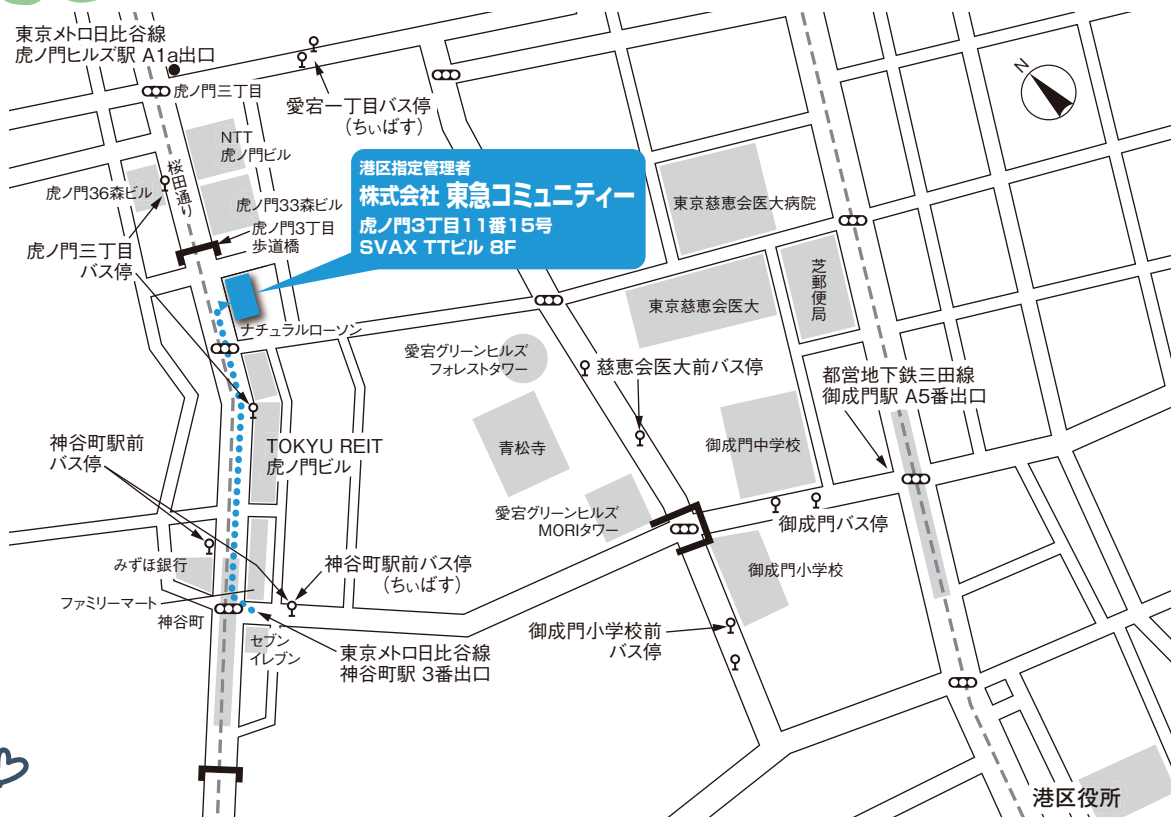 東京メトロ日比谷線
虎ノ門ヒルズ駅 A1a出口
虎ノ門三丁目
愛宕一丁目バス停
(ちぃばす)
N
NTT
虎ノ門ビル
桜田通り
虎ノ門36森ビル
虎ノ門33森ビル
虎ノ門3丁目
歩道橋
虎ノ門三丁目
バス停
港区指定管理者
株式会社 東急コミュニティー
虎ノ門3丁目11番15号
SVAX TTビル 8F
東京慈恵会医大病院
芝郵便局
東京慈恵会医大
ナチュラルローソン
愛宕グリーンヒルズ
フォレストタワー
慈恵会医大前バス停
都営地下鉄三田線
御成門駅 A5番出口
神谷町駅前
バス停
TOKYU REIT
虎ノ門ビル
青松寺
御成門中学校
愛宕グリーンヒルズ
MORIタワー
御成門バス停
みずほ銀行
神谷町駅前バス停
(ちぃばす)
御成門小学校
ファミリーマート
神谷町
セブン
イレブン
東京メトロ日比谷線
神谷町駅 3番出口
御成門小学校前
バス停
港区役所